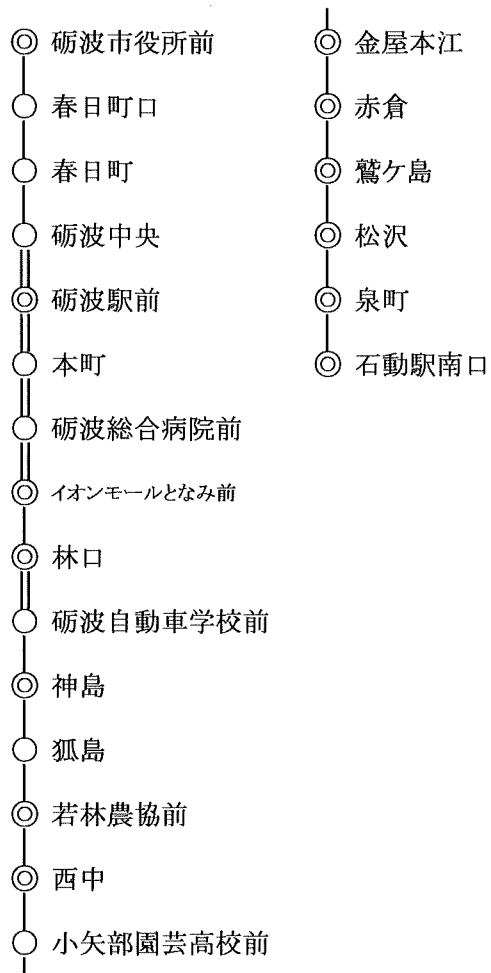 砺波市役所前
春日町口
春日町
砺波中央
砺波駅前
本町
砺波総合病院前
イオンモールとなみ前
林口
砺波自動車学校前
神島
狐島
若林農協前
西中
小矢部園芸高校前
金屋本江
赤倉
鷲ケ島
松沢
泉町
石動駅南口